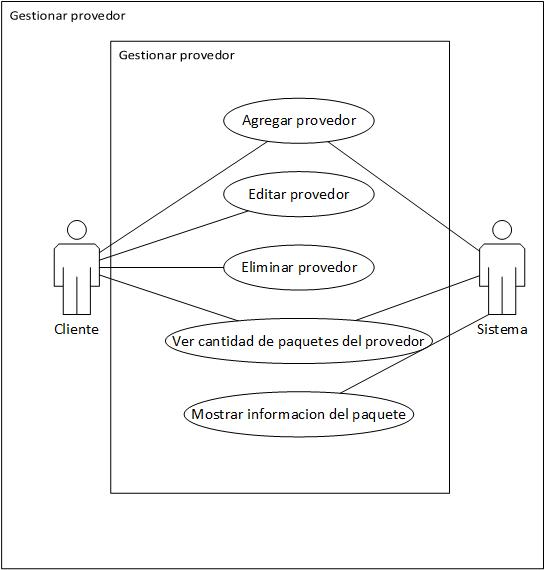 Gestionar provedor
Gestionar provedor
Agregar provedor
Editar provedor
Eliminar provedor
Cliente
Sistema
Ver cantidad de paquetes del provedor
Mostrar informacion del paquete